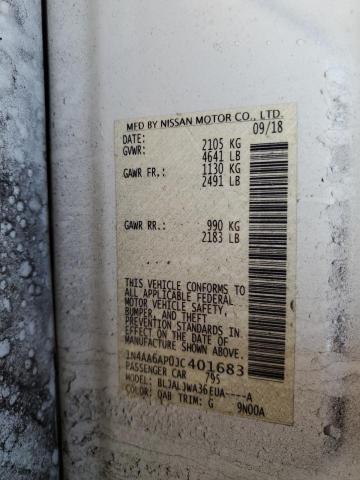 MFD BY NISSAN MOTOR CO., LTD.
DATE: 09/18
GVWR: 2105 KG
4641 LB
GAWR FR.: 1130 KG
2491 LB
GAWR RR.: 990 KG
2183 LB
THIS VEHICLE CONFORMS TO
ALL APPLICABLE FEDERAL
MOTOR VEHICLE SAFETY,
BUMPER, AND THEFT
PREVENTION STANDARDS IN
EFFECT ON THE DATE OF
MANUFACTURE SHOWN ABOVE.
1N4AA6AP0JC401683
PASSENGER CAR 795
MODEL: BLJALJWA36EUA----A
COLOR: QAB TRIM: G 9N00A